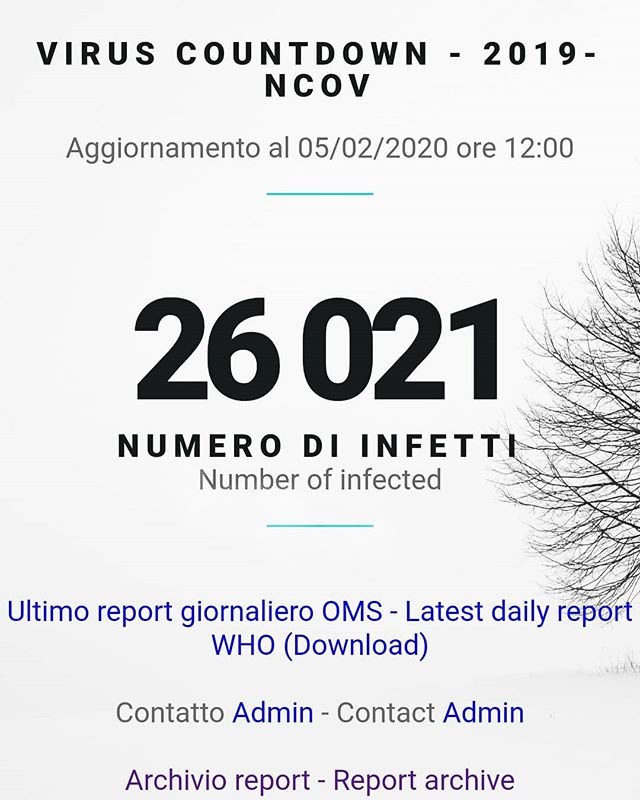 VIRUS COUNTDOWN - 2019-
NCOV
Aggiornamento al 05/02/2020 ore 12:00
26 021
NUMERO DI INFETTI
Number of infected
Ultimo report giornaliero OMS - Latest daily report
WHO (Download)
Contatto Admin - Contact Admin
Archivio report - Report archive